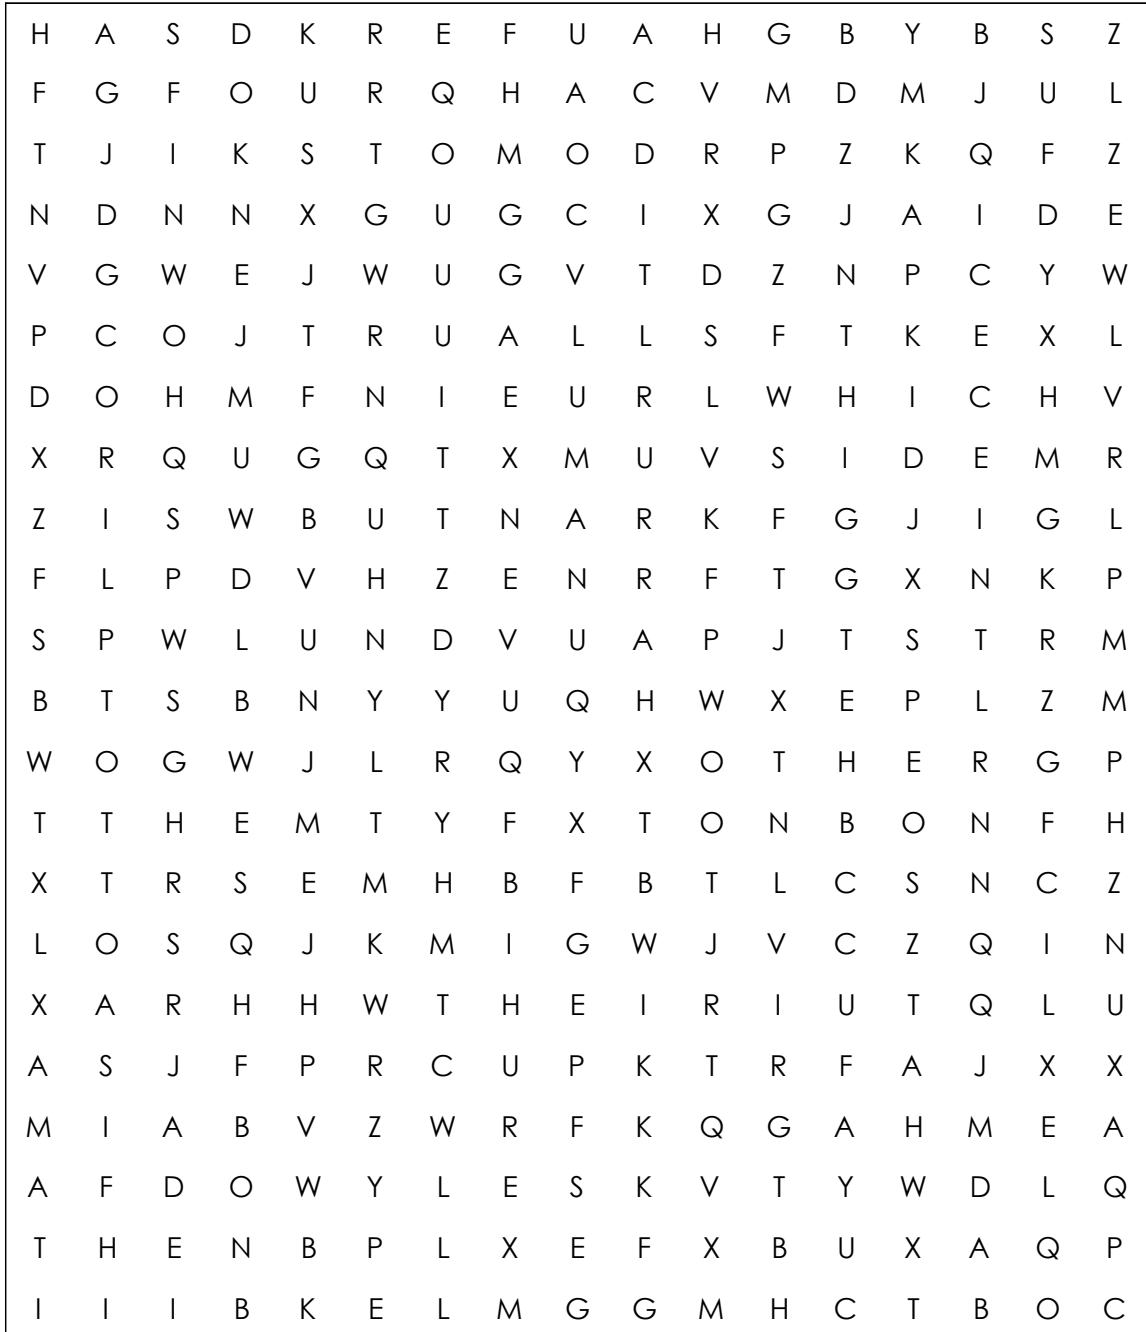 H A S D K R E F U A H G B Y B S Z
F G F O U R Q H A C V M D M J U L
T J I K S T O M O D R P Z K Q F Z
N D N N X G U G C I X G J A I D E
V G W E J W U G V T D Z N P C Y W
P C O J T R U A L L S F T K E X L
D O H M F N I E U R L W H I C H V
X R Q U G Q T X M U V S I D E M R
Z I S W B U T N A R K F G J I G L
F L P D V H Z E N R F T G X N K P
S P W L U N D V U A P J T S T R M
B T S B N Y Y U Q H W X E P L Z M
W O G W J L R Q Y X O T H E R G P
T T H E M T Y F X T O N B O N F H
X T R S E M H B F B T L C S N C Z
L O S Q J K M I G W J V C Z Q I N
X A R H H W T H E I R I U T Q L U
A S J F P R C U P K T R F A J X X
M I A B V Z W R F K Q G A H M E A
A F D O W Y L E S K V T Y W D L Q
T H E N B P L X E F X B U X A Q P
I I I B K E L M G G M H C T B O C